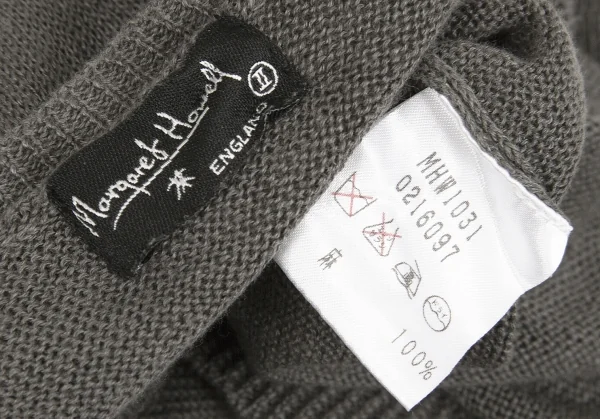 Margaret Howell
II
ENGLAND
MHW1031
0216097
麻 100%